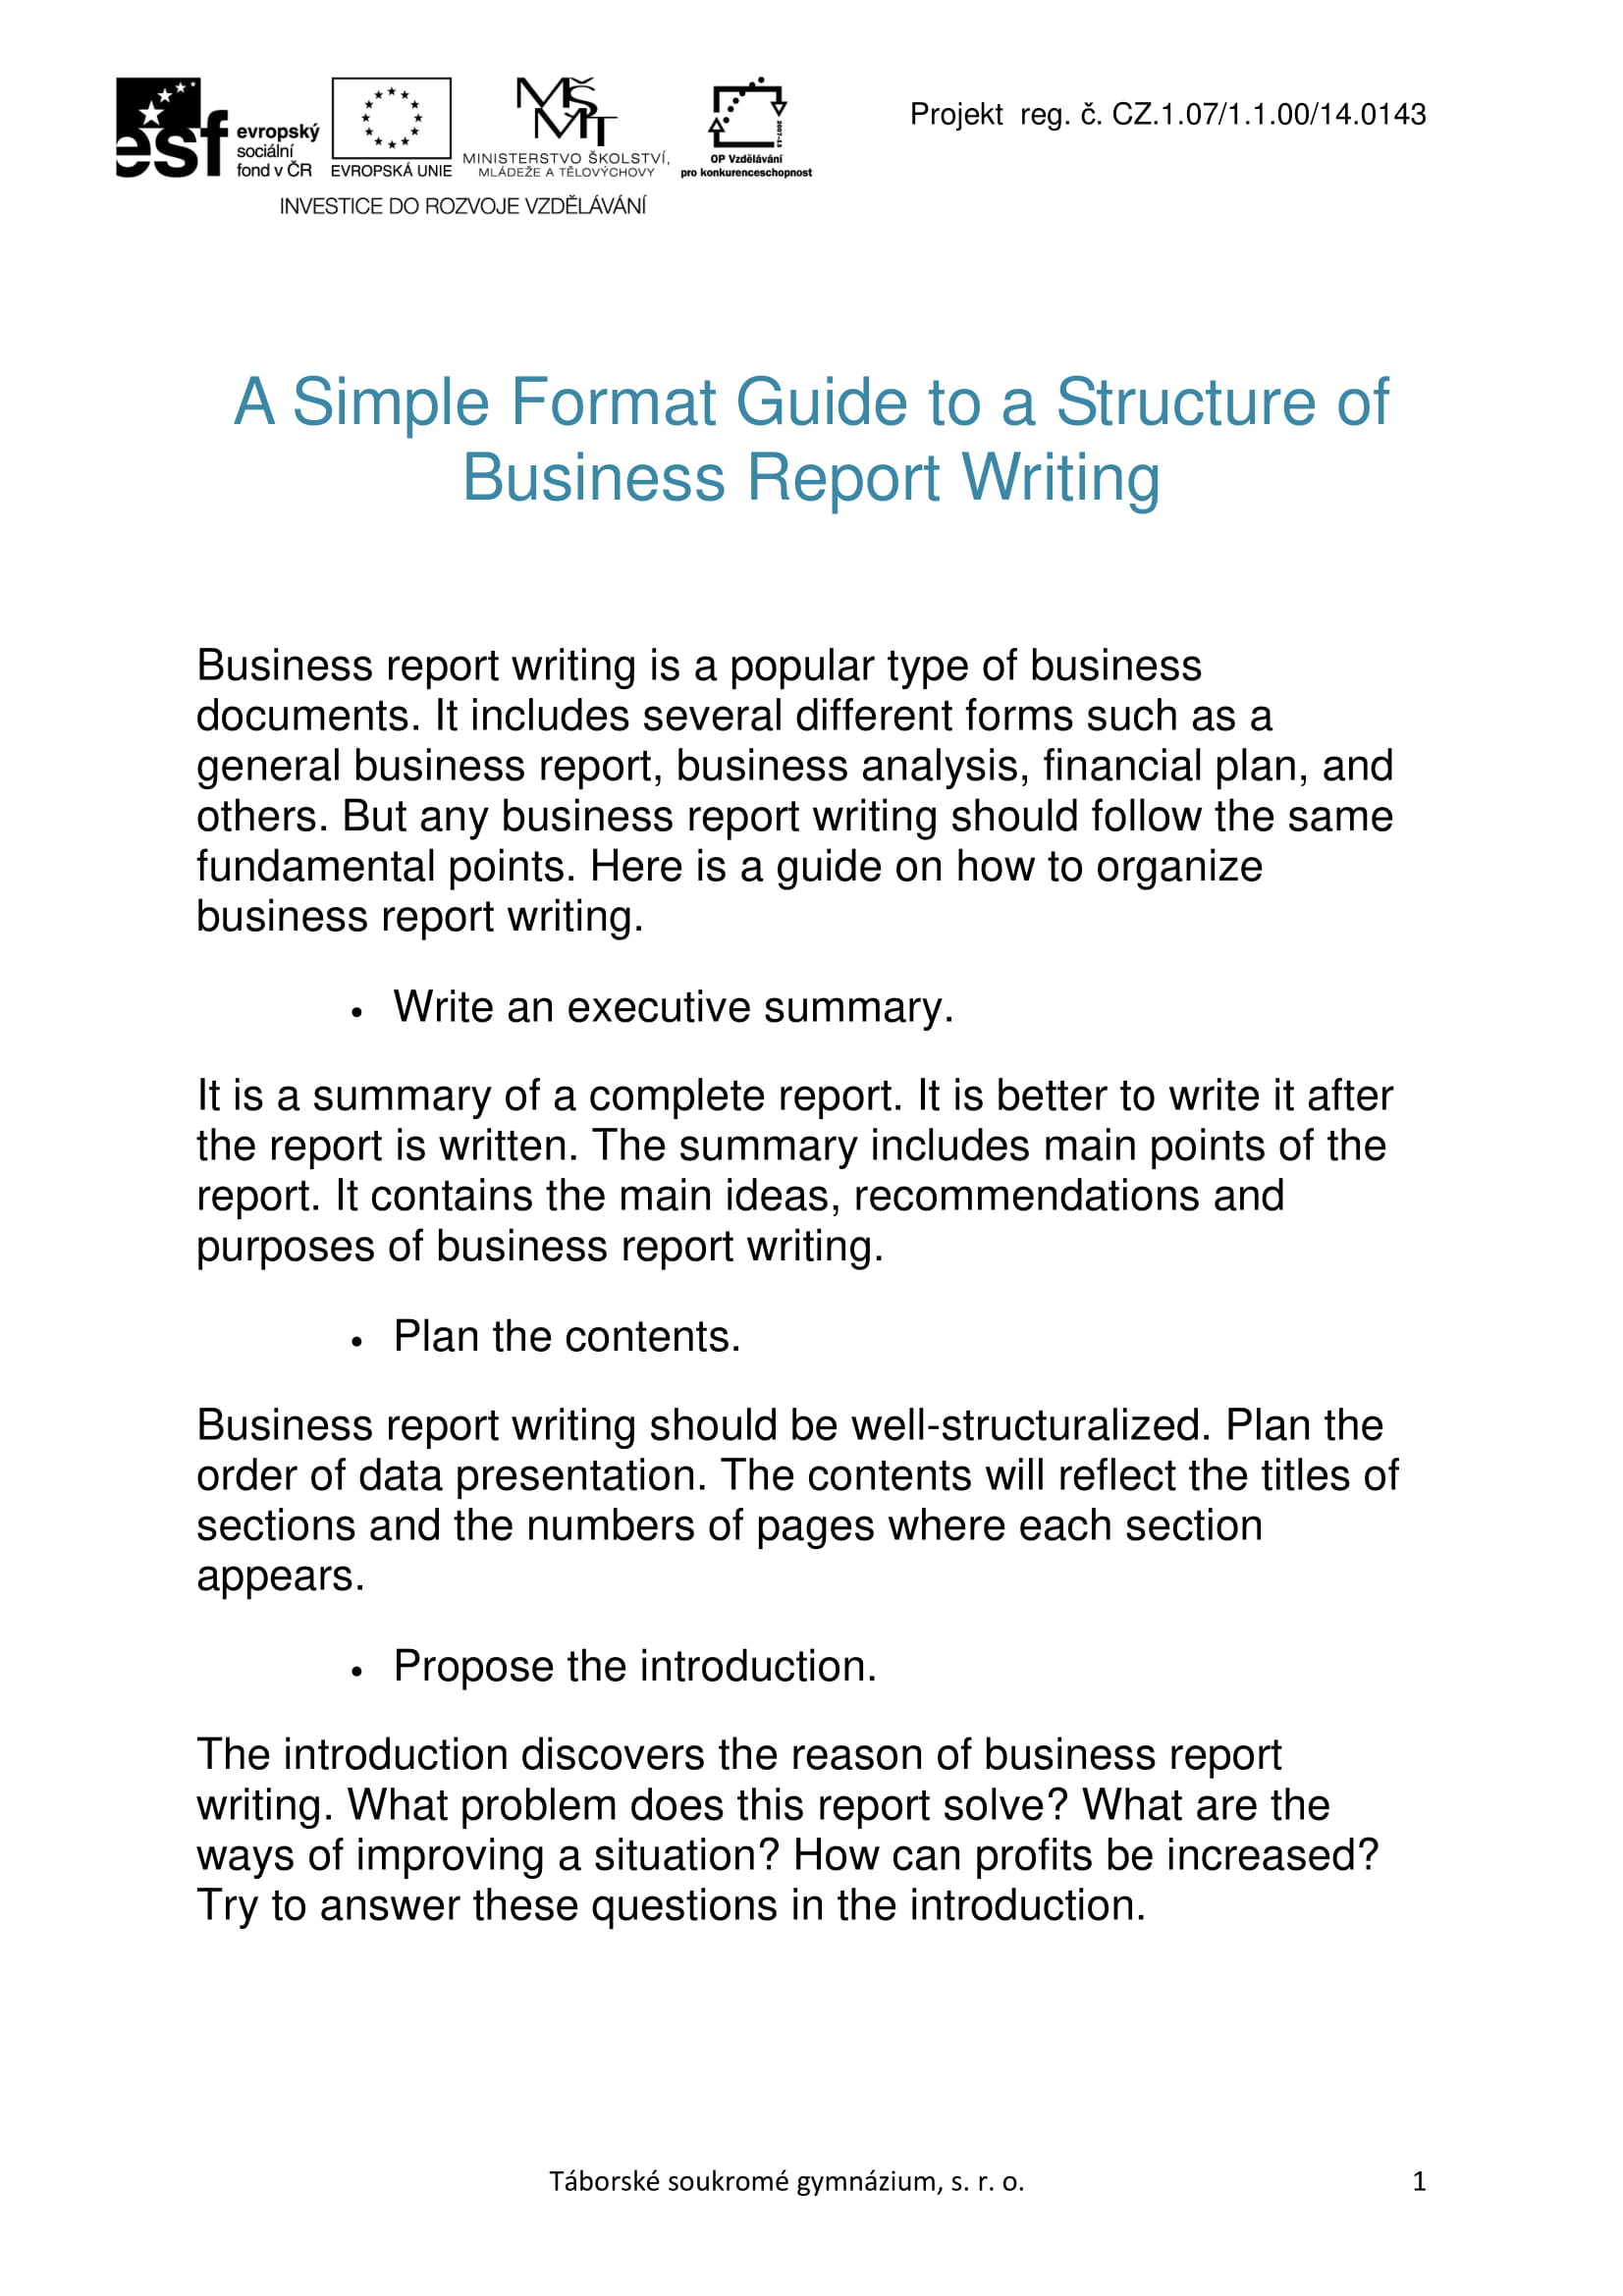 esf
evropský
sociální
fond v ČR
EVROPSKÁ UNIE
MŠMT
MINISTERSTVO ŠKOLSTVÍ,
MLÁDEŽE A TĚLOVÝCHOVY
2007-13
OP Vzdělávání
pro konkurenceschopnost
INVESTICE DO ROZVOJE VZDĚLÁVÁNÍ
Projekt reg. č. CZ.1.07/1.1.00/14.0143
A Simple Format Guide to a Structure of
Business Report Writing
Business report writing is a popular type of business
documents. It includes several different forms such as a
general business report, business analysis, financial plan, and
others. But any business report writing should follow the same
fundamental points. Here is a guide on how to organize
business report writing.
• Write an executive summary.
It is a summary of a complete report. It is better to write it after
the report is written. The summary includes main points of the
report. It contains the main ideas, recommendations and
purposes of business report writing.
• Plan the contents.
Business report writing should be well-structuralized. Plan the
order of data presentation. The contents will reflect the titles of
sections and the numbers of pages where each section
appears.
• Propose the introduction.
The introduction discovers the reason of business report
writing. What problem does this report solve? What are the
ways of improving a situation? How can profits be increased?
Try to answer these questions in the introduction.
Táborské soukromé gymnázium, s. r. o. 1